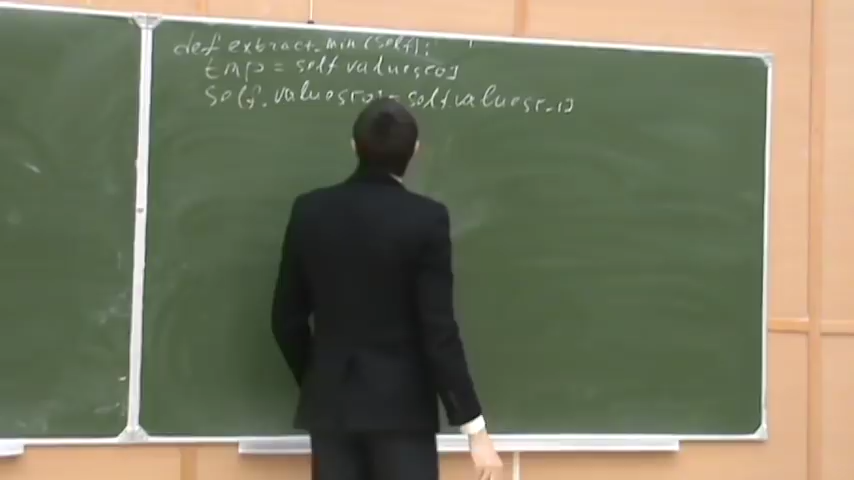 def extract_min(self):
tmp = self.values[0]
self.values[0] = self.values[-1]